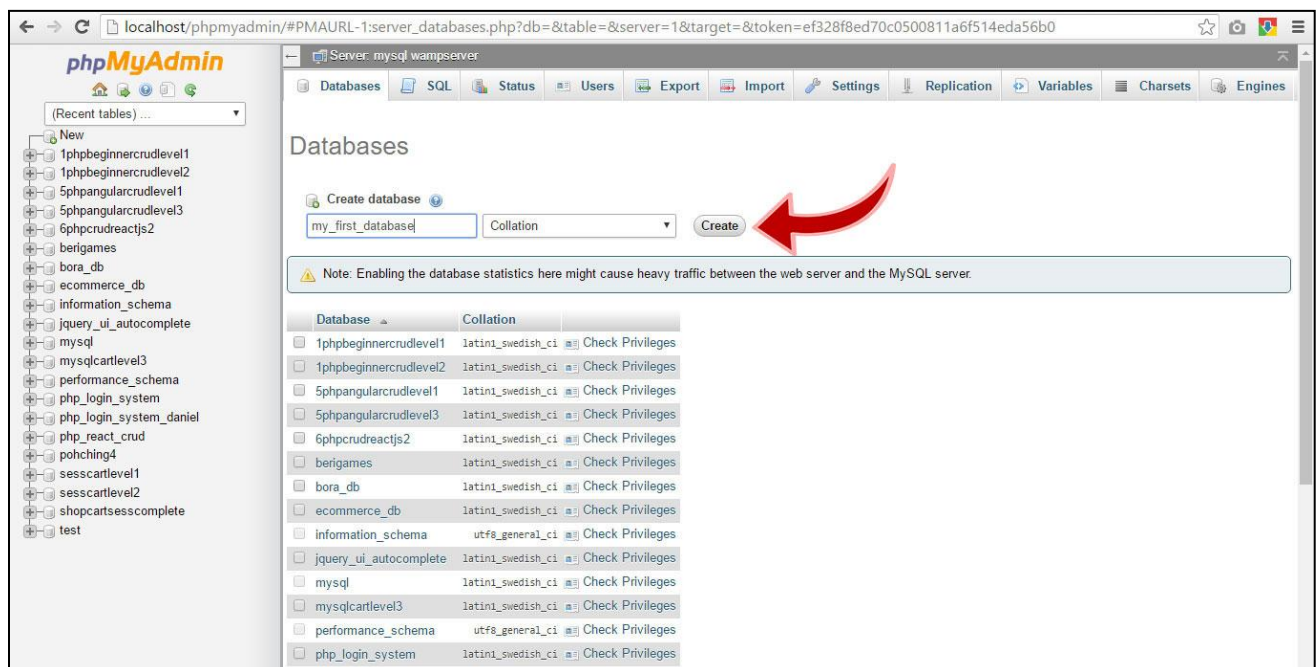 localhost/phpmyadmin/#PMAURL-1:server_databases.php?db=&table=&server=1&target=&token=ef328f8ed70c0500811a6f514eda56b0
phpMyAdmin
(Recent tables) ...
New
1phpbeginnercrudlevel1
1phpbeginnercrudlevel2
5phpangularcrudlevel1
5phpangularcrudlevel3
6phpcrudreactjs2
berigames
bora_db
ecommerce_db
information_schema
jquery_ui_autocomplete
mysql
mysqlcartlevel3
performance_schema
php_login_system
php_login_system_daniel
php_react_crud
pohching4
sesscartlevel1
sesscartlevel2
shopcartsesscomplete
test
Server: mysql wampserver
Databases SQL Status Users Export Import Settings Replication Variables Charsets Engines
Databases
Create database
my_first_database Collation Create
Note: Enabling the database statistics here might cause heavy traffic between the web server and the MySQL server.
Database Collation
1phpbeginnercrudlevel1 latin1_swedish_ci Check Privileges
1phpbeginnercrudlevel2 latin1_swedish_ci Check Privileges
5phpangularcrudlevel1 latin1_swedish_ci Check Privileges
5phpangularcrudlevel3 latin1_swedish_ci Check Privileges
6phpcrudreactjs2 latin1_swedish_ci Check Privileges
berigames latin1_swedish_ci Check Privileges
bora_db latin1_swedish_ci Check Privileges
ecommerce_db latin1_swedish_ci Check Privileges
information_schema utf8_general_ci Check Privileges
jquery_ui_autocomplete latin1_swedish_ci Check Privileges
mysql latin1_swedish_ci Check Privileges
mysqlcartlevel3 latin1_swedish_ci Check Privileges
performance_schema utf8_general_ci Check Privileges
php_login_system latin1_swedish_ci Check Privileges